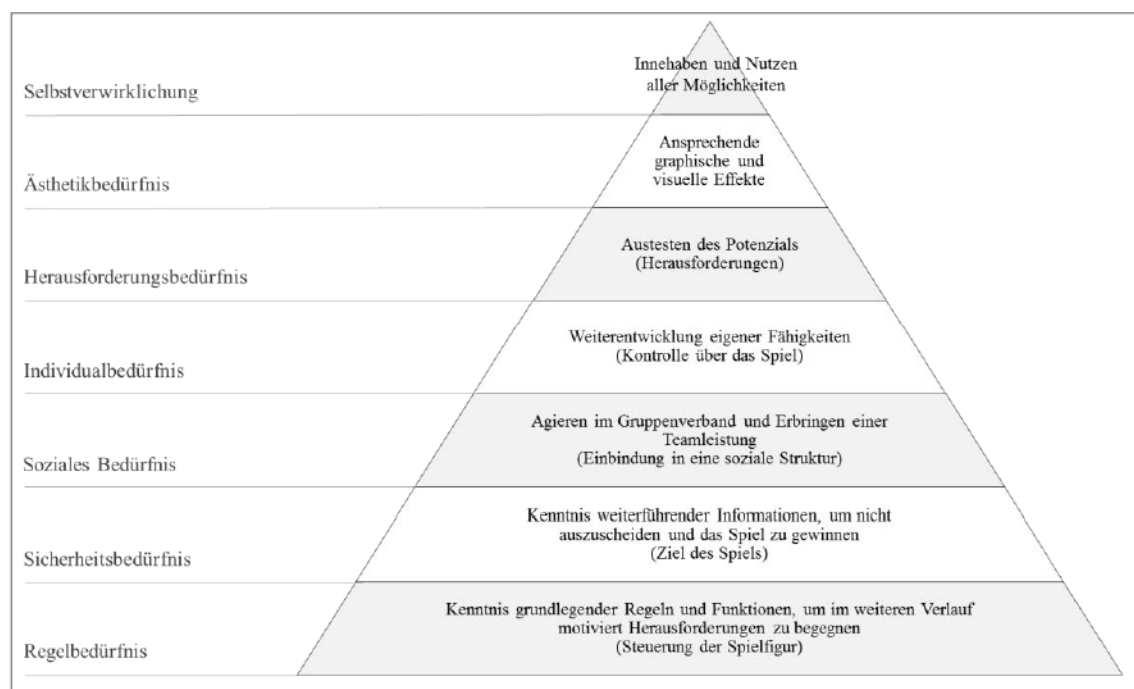 Innehaben und Nutzen
aller Möglichkeiten
Selbstverwirklichung
Ansprechende
graphische und
visuelle Effekte
Ästhetikbedürfnis
Austesten des Potenzials
(Herausforderungen)
Herausforderungsbedürfnis
Weiterentwicklung eigener Fähigkeiten
(Kontrolle über das Spiel)
Individualbedürfnis
Agieren im Gruppenverband und Erbringen einer
Teamleistung
(Einbindung in eine soziale Struktur)
Soziales Bedürfnis
Kenntnis weiterführender Informationen, um nicht
auszuscheiden und das Spiel zu gewinnen
(Ziel des Spiels)
Sicherheitsbedürfnis
Kenntnis grundlegender Regeln und Funktionen, um im weiteren Verlauf
motiviert Herausforderungen zu begegnen
(Steuerung der Spielfigur)
Regelbedürfnis